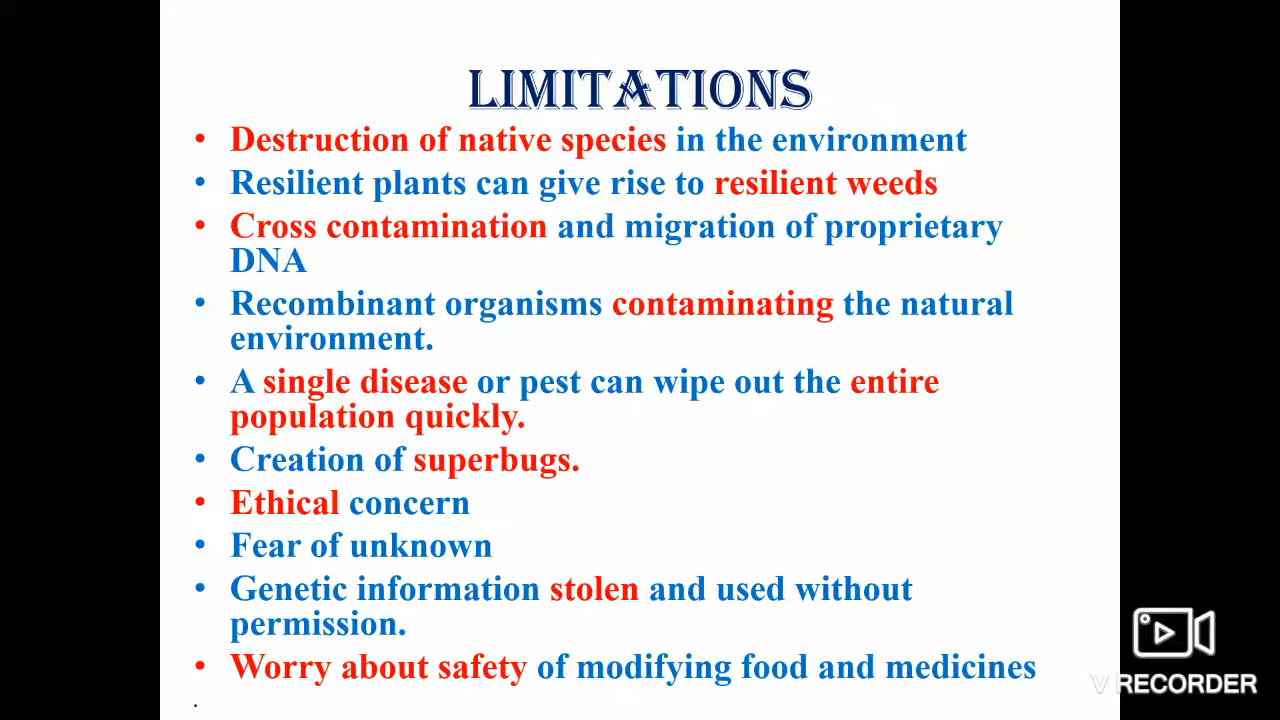 LIMITATIONS
• Destruction of native species in the environment
• Resilient plants can give rise to resilient weeds
• Cross contamination and migration of proprietary
DNA
• Recombinant organisms contaminating the natural
environment.
• A single disease or pest can wipe out the entire
population quickly.
• Creation of superbugs.
• Ethical concern
• Fear of unknown
• Genetic information stolen and used without
permission.
• Worry about safety of modifying food and medicines
.
V RECORDER